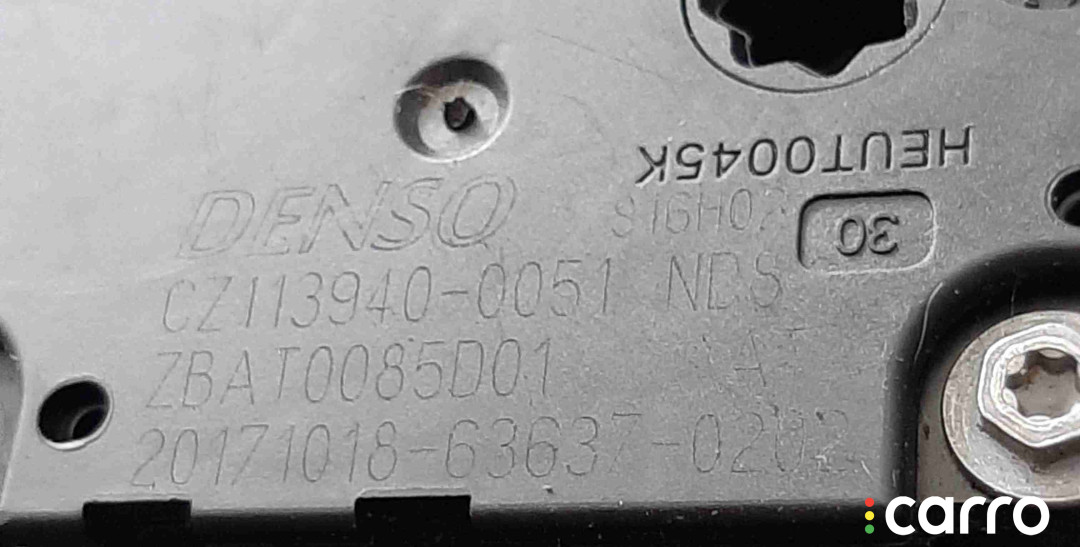 HEUT0045K
30
DENSO
CZ113940-0051 NDS
ZBAT0085D01
20171018-63637-0202
carro